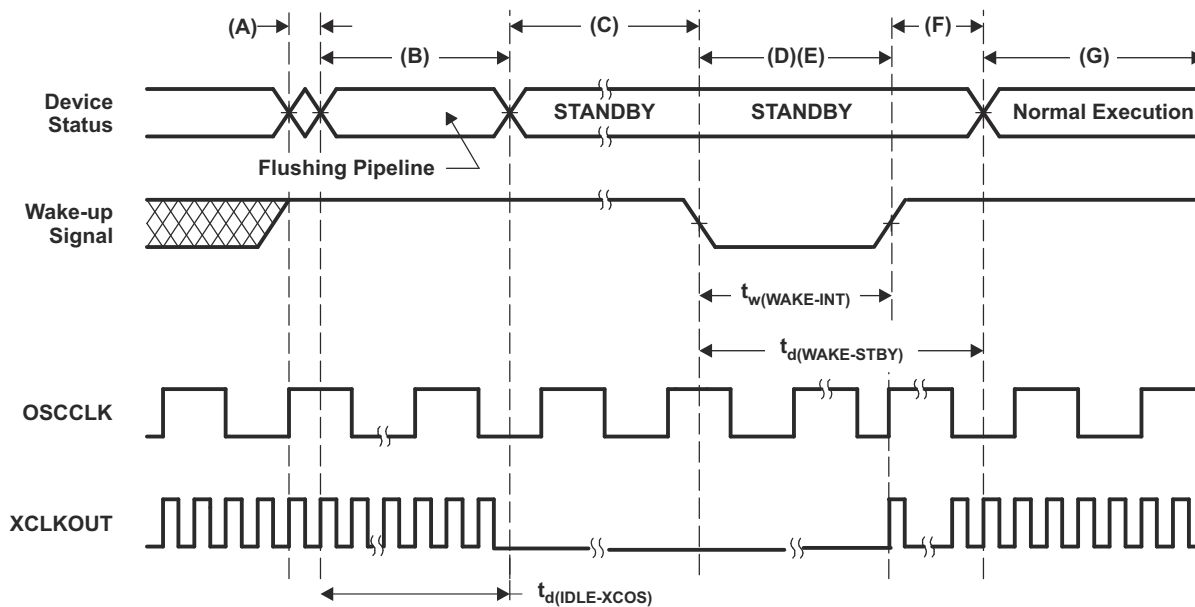 (A)
(C)
(F)
(B)
(D)(E)
(G)
Device
Status
STANDBY
STANDBY
Normal Execution
Flushing Pipeline
Wake-up
Signal
tw(WAKE-INT)
td(WAKE-STBY)
OSCCLK
XCLKOUT
td(IDLE-XCOS)